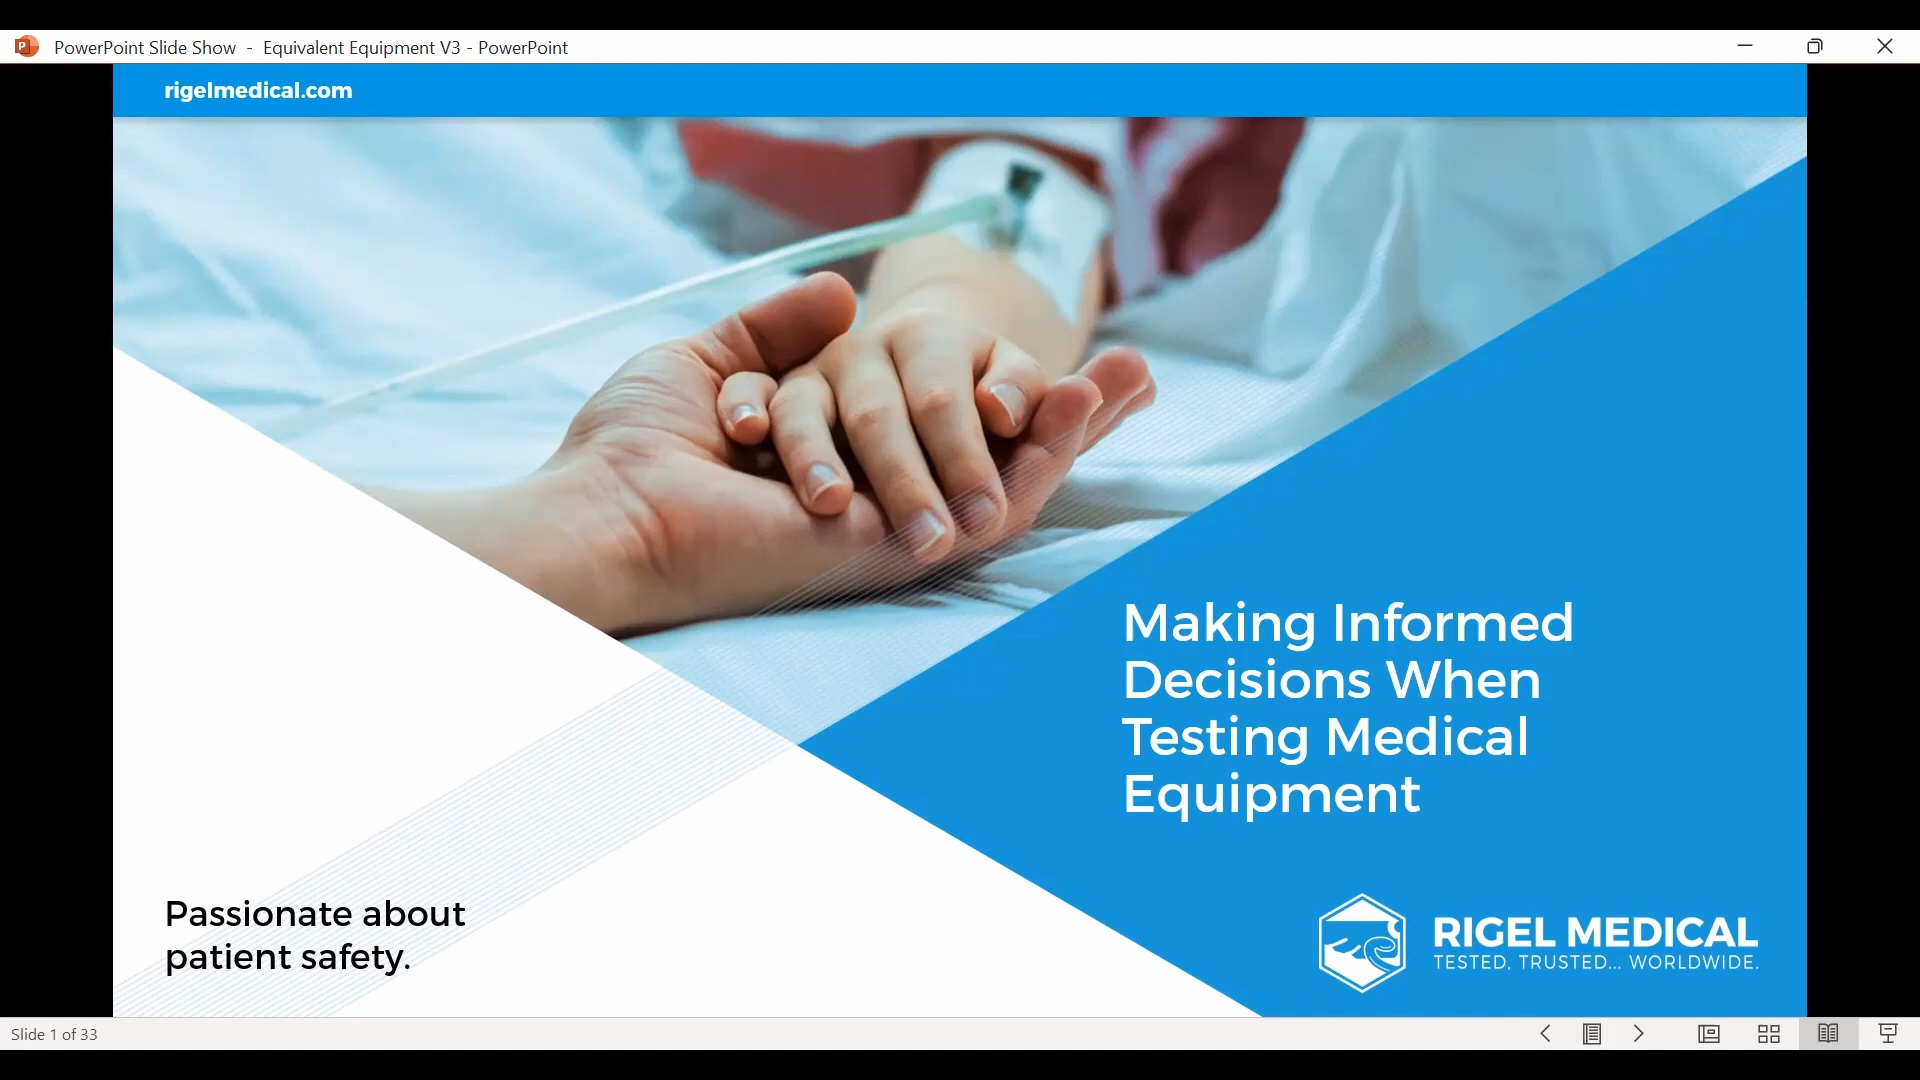 PowerPoint Slide Show - Equivalent Equipment V3 - PowerPoint
rigelmedical.com
Making Informed
Decisions When
Testing Medical
Equipment
Passionate about
patient safety.
RIGEL MEDICAL
TESTED, TRUSTED... WORLDWIDE.
Slide 1 of 33